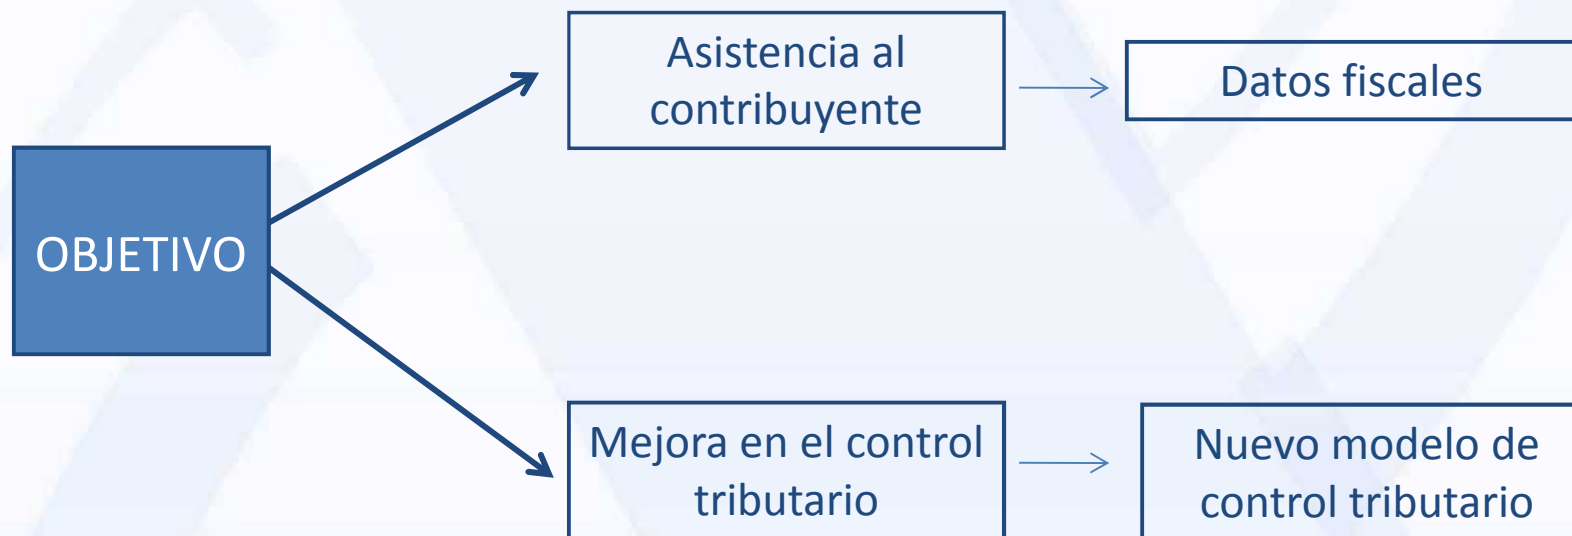 OBJETIVO
Asistencia al
contribuyente
Datos fiscales
Mejora en el control
tributario
Nuevo modelo de
control tributario